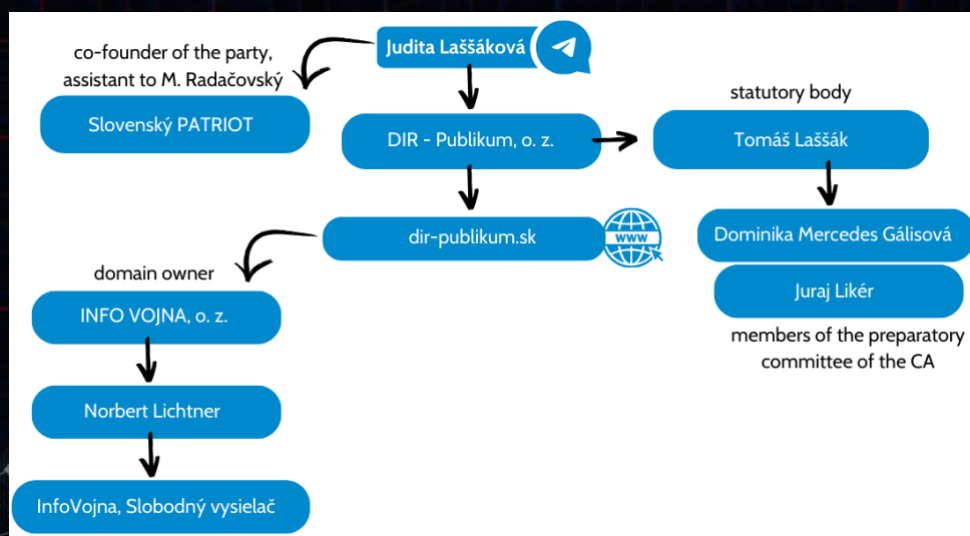 Judita Laššáková
co-founder of the party,
assistant to M. Radačovský
Slovenský PATRIOT
DIR - Publikum, o. z.
statutory body
Tomáš Laššák
dir-publikum.sk
www
Dominika Mercedes Gálisová
Juraj Likér
members of the preparatory
committee of the CA
domain owner
INFO VOJNA, o. z.
Norbert Lichtner
InfoVojna, Slobodný vysielač